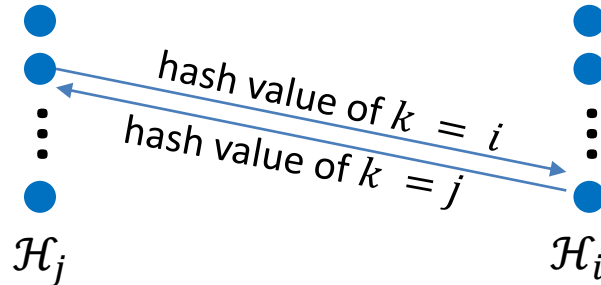 hash value of k = i
hash value of k = j
ℋⱼ ℋᵢ